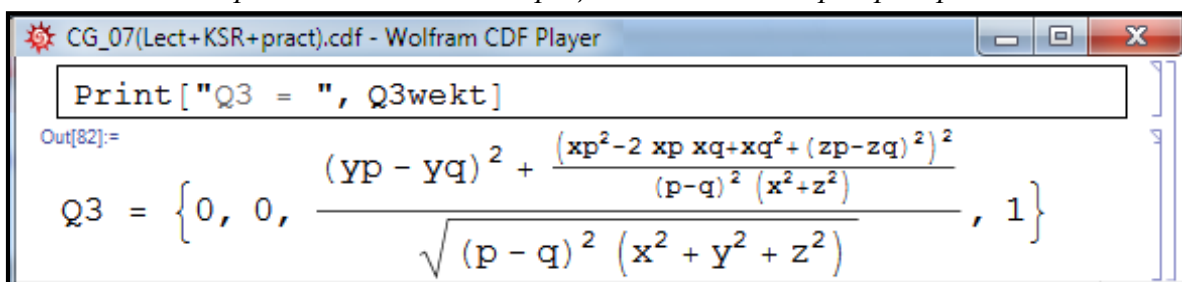 CG_07(Lect+KSR+pract).cdf - Wolfram CDF Player
Print["Q3 = ", Q3wekt]
Out[82]:=
Q3 = {0, 0, ((yp - yq)^2 + (xp^2-2 xp xq+xq^2+(zp-zq)^2)^2/((p-q)^2 (x^2+z^2)))/√((p - q)^2 (x^2 + y^2 + z^2)), 1}